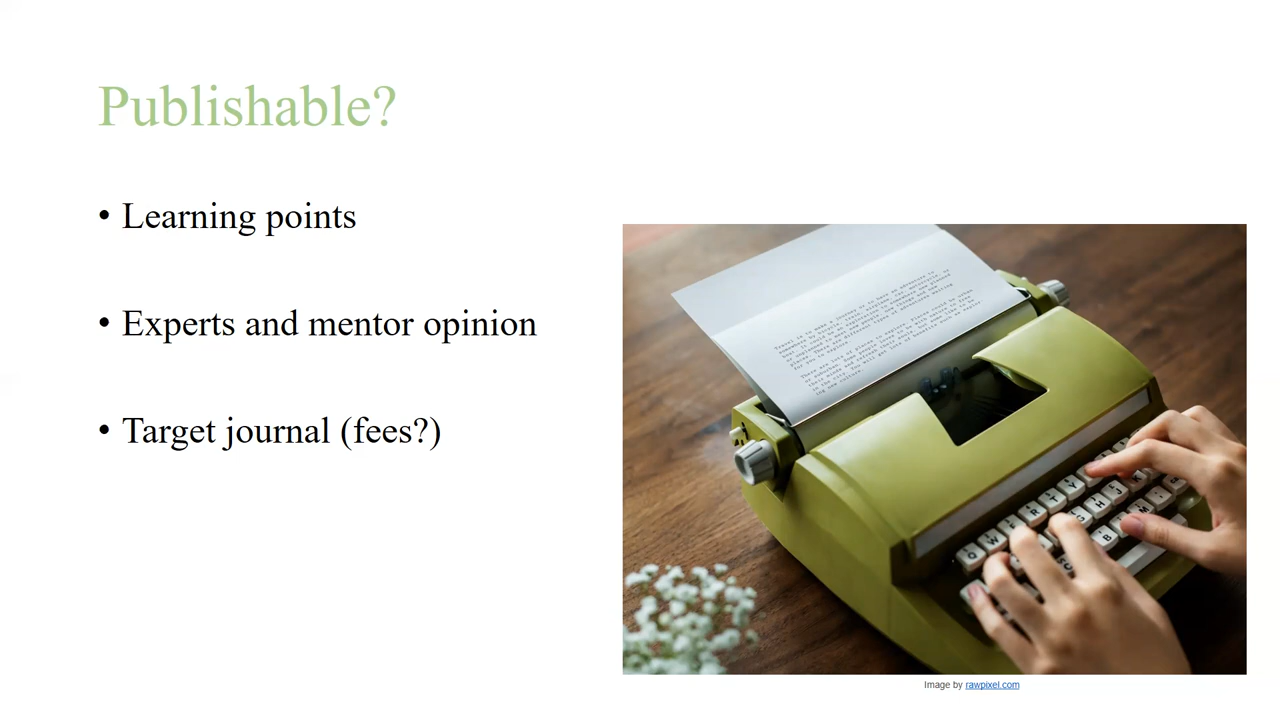 Publishable?
• Learning points
• Experts and mentor opinion
• Target journal (fees?)
Image by rawpixel.com